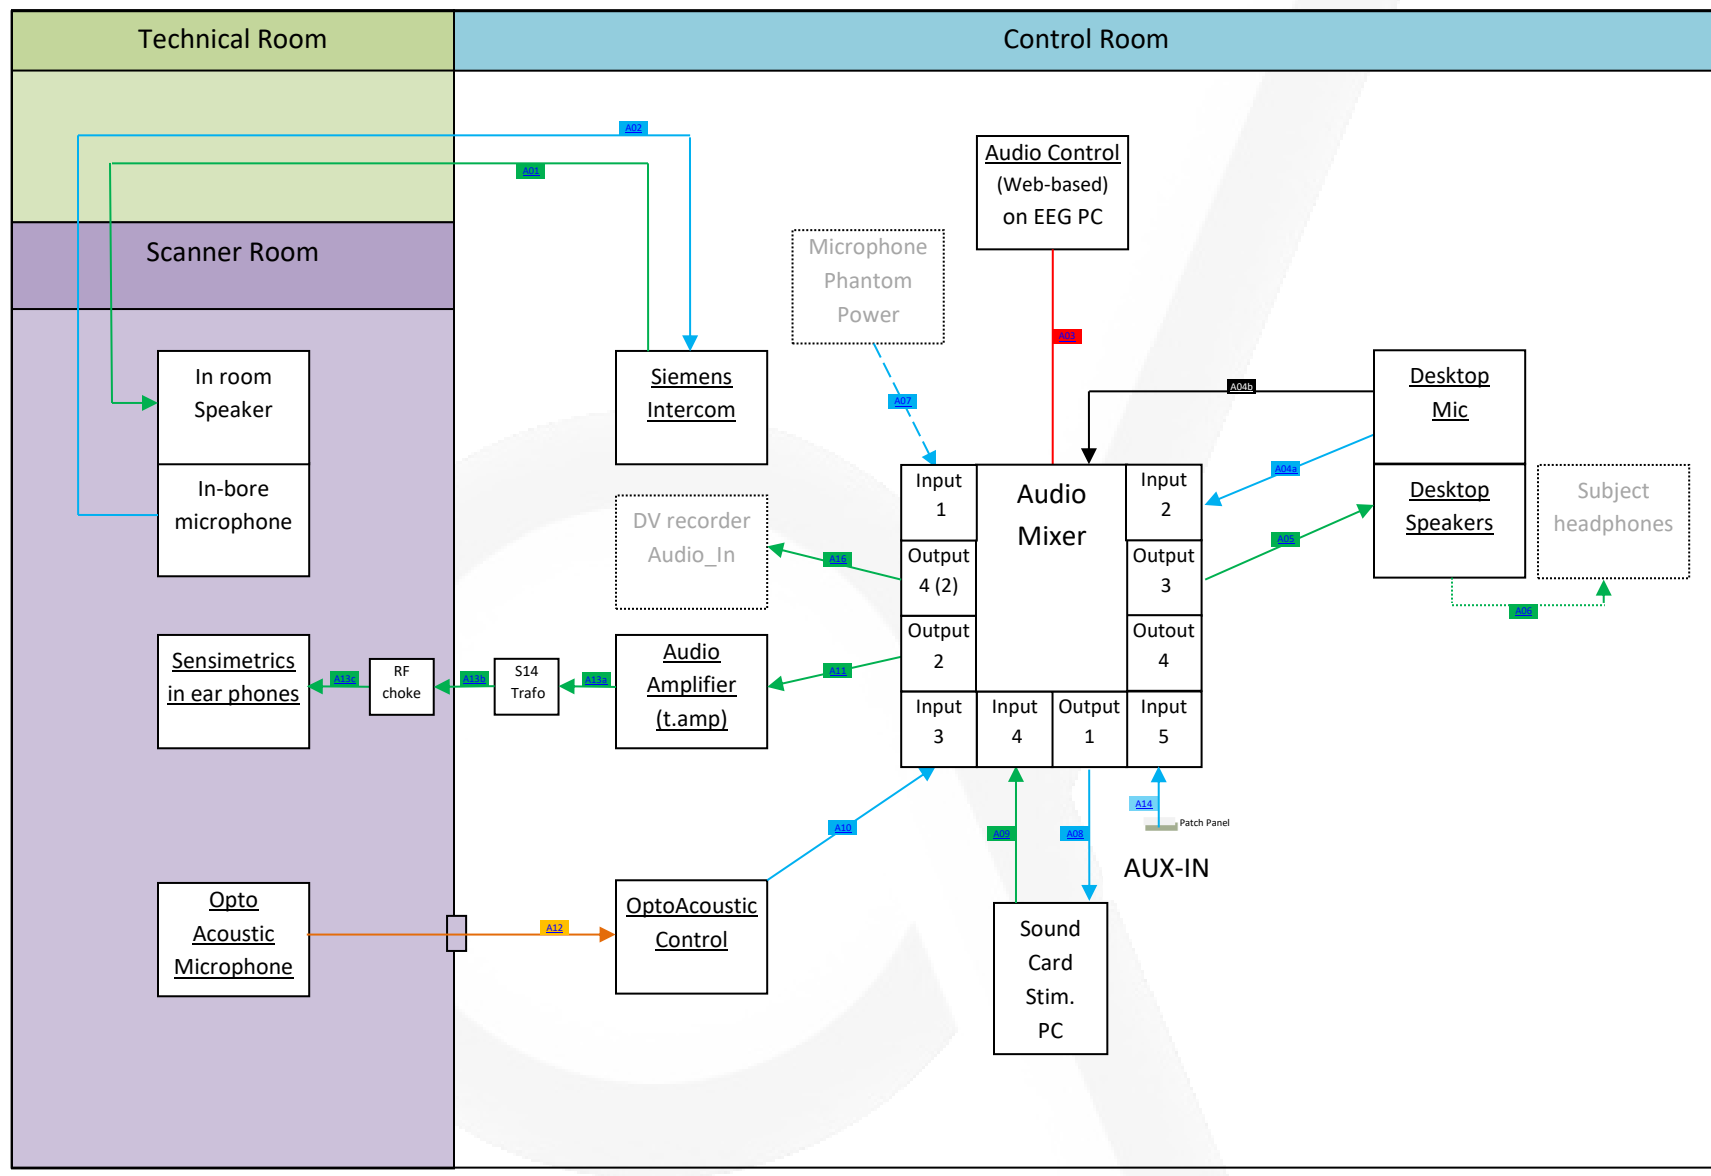 Technical Room
Control Room
A02
A01
Audio Control
(Web-based)
on EEG PC
Scanner Room
Microphone
Phantom
Power
A03
In room
Speaker
Siemens
Intercom
A07
A04b
Desktop
Mic
In-bore
microphone
DV recorder
Audio_In
A16
Input
1
Audio
Mixer
Input
2
A04a
Desktop
Speakers
Subject
headphones
Output
4 (2)
Output
3
A05
A06
Sensimetrics
in ear phones
A13c
RF
choke
A13b
S14
Trafo
A13a
Audio
Amplifier
(t.amp)
A11
Output
2
Outout
4
Input
3
Input
4
Output
1
Input
5
A10
A09
A08
A14
Patch Panel
AUX-IN
Opto
Acoustic
Microphone
A12
OptoAcoustic
Control
Sound
Card
Stim.
PC